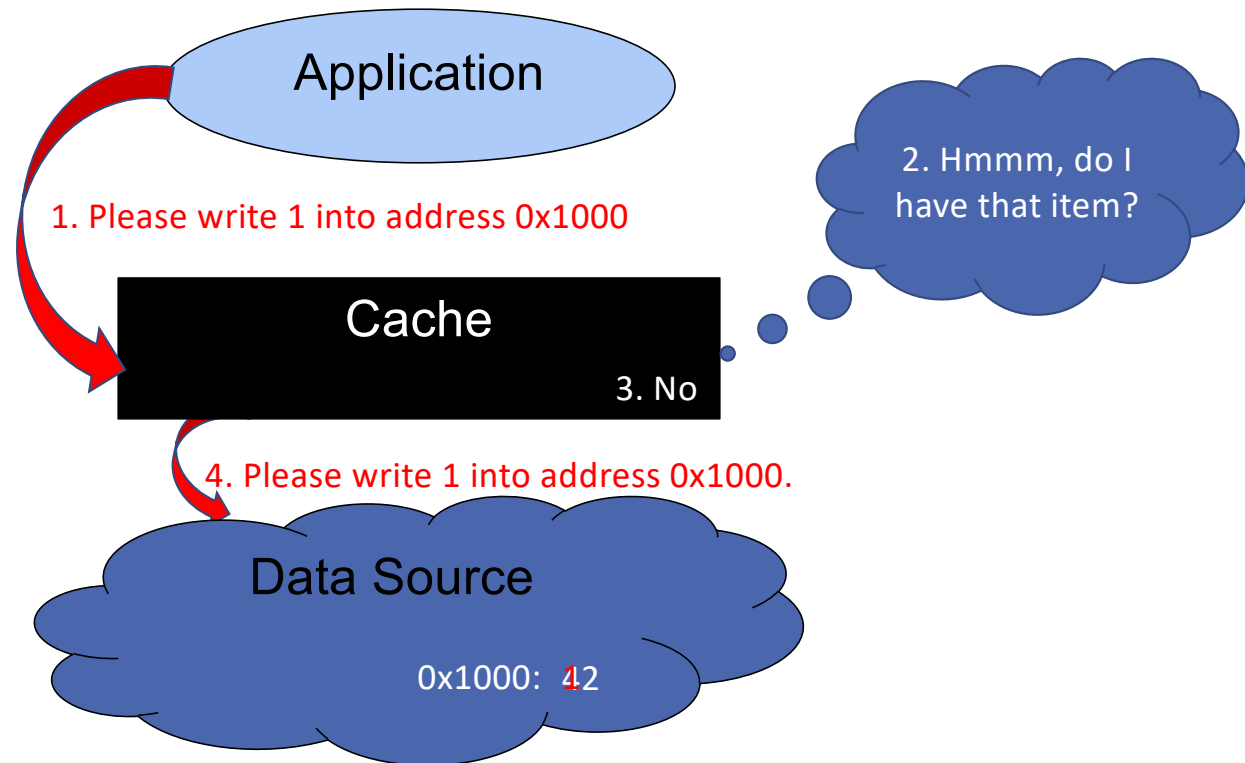 Application
2. Hmmm, do I
have that item?
1. Please write 1 into address 0x1000
Cache
3. No
4. Please write 1 into address 0x1000.
Data Source
0x1000: 42
1